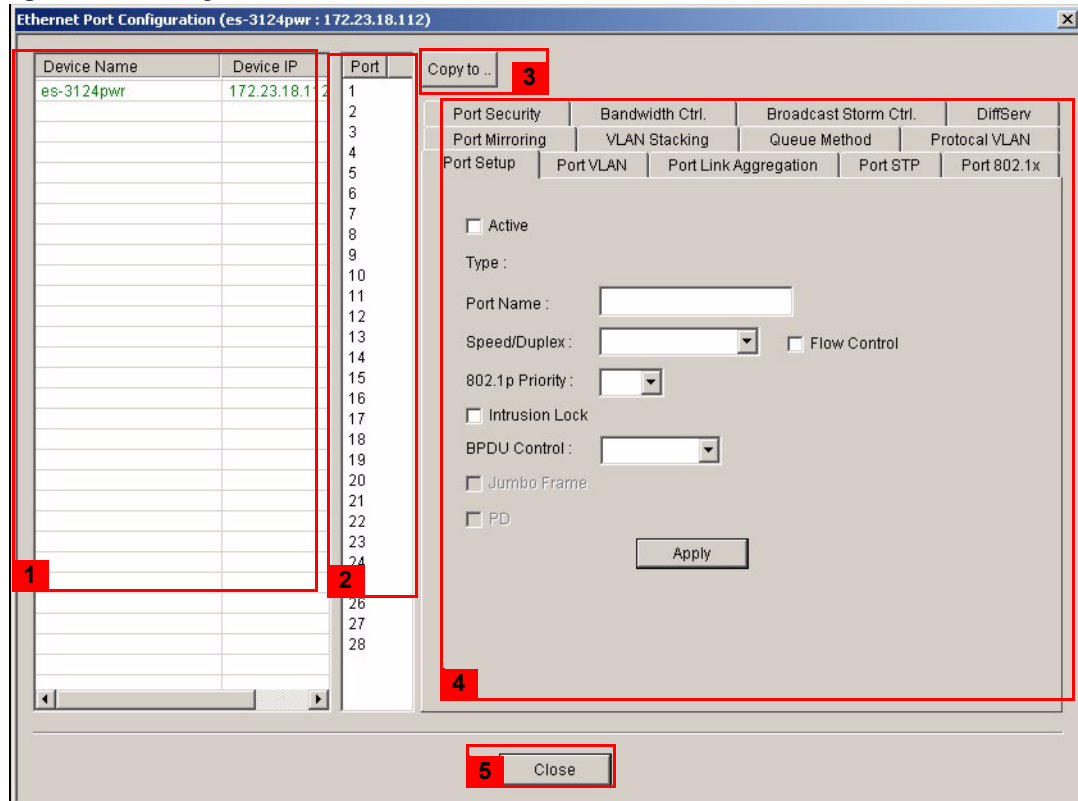 Ethernet Port Configuration (es-3124pwr : 172.23.18.112)
Device Name Device IP
es-3124pwr 172.23.18.112
1
Port
1
2
3
4
5
6
7
8
9
10
11
12
13
14
15
16
17
18
19
20
21
22
23
24
26
27
28
2
Copy to ..
3
Port Security Bandwidth Ctrl. Broadcast Storm Ctrl. DiffServ
Port Mirroring VLAN Stacking Queue Method Protocal VLAN
Port Setup Port VLAN Port Link Aggregation Port STP Port 802.1x
Active
Type :
Port Name :
Speed/Duplex : Flow Control
802.1p Priority :
Intrusion Lock
BPDU Control :
Jumbo Frame
PD
Apply
4
5
Close